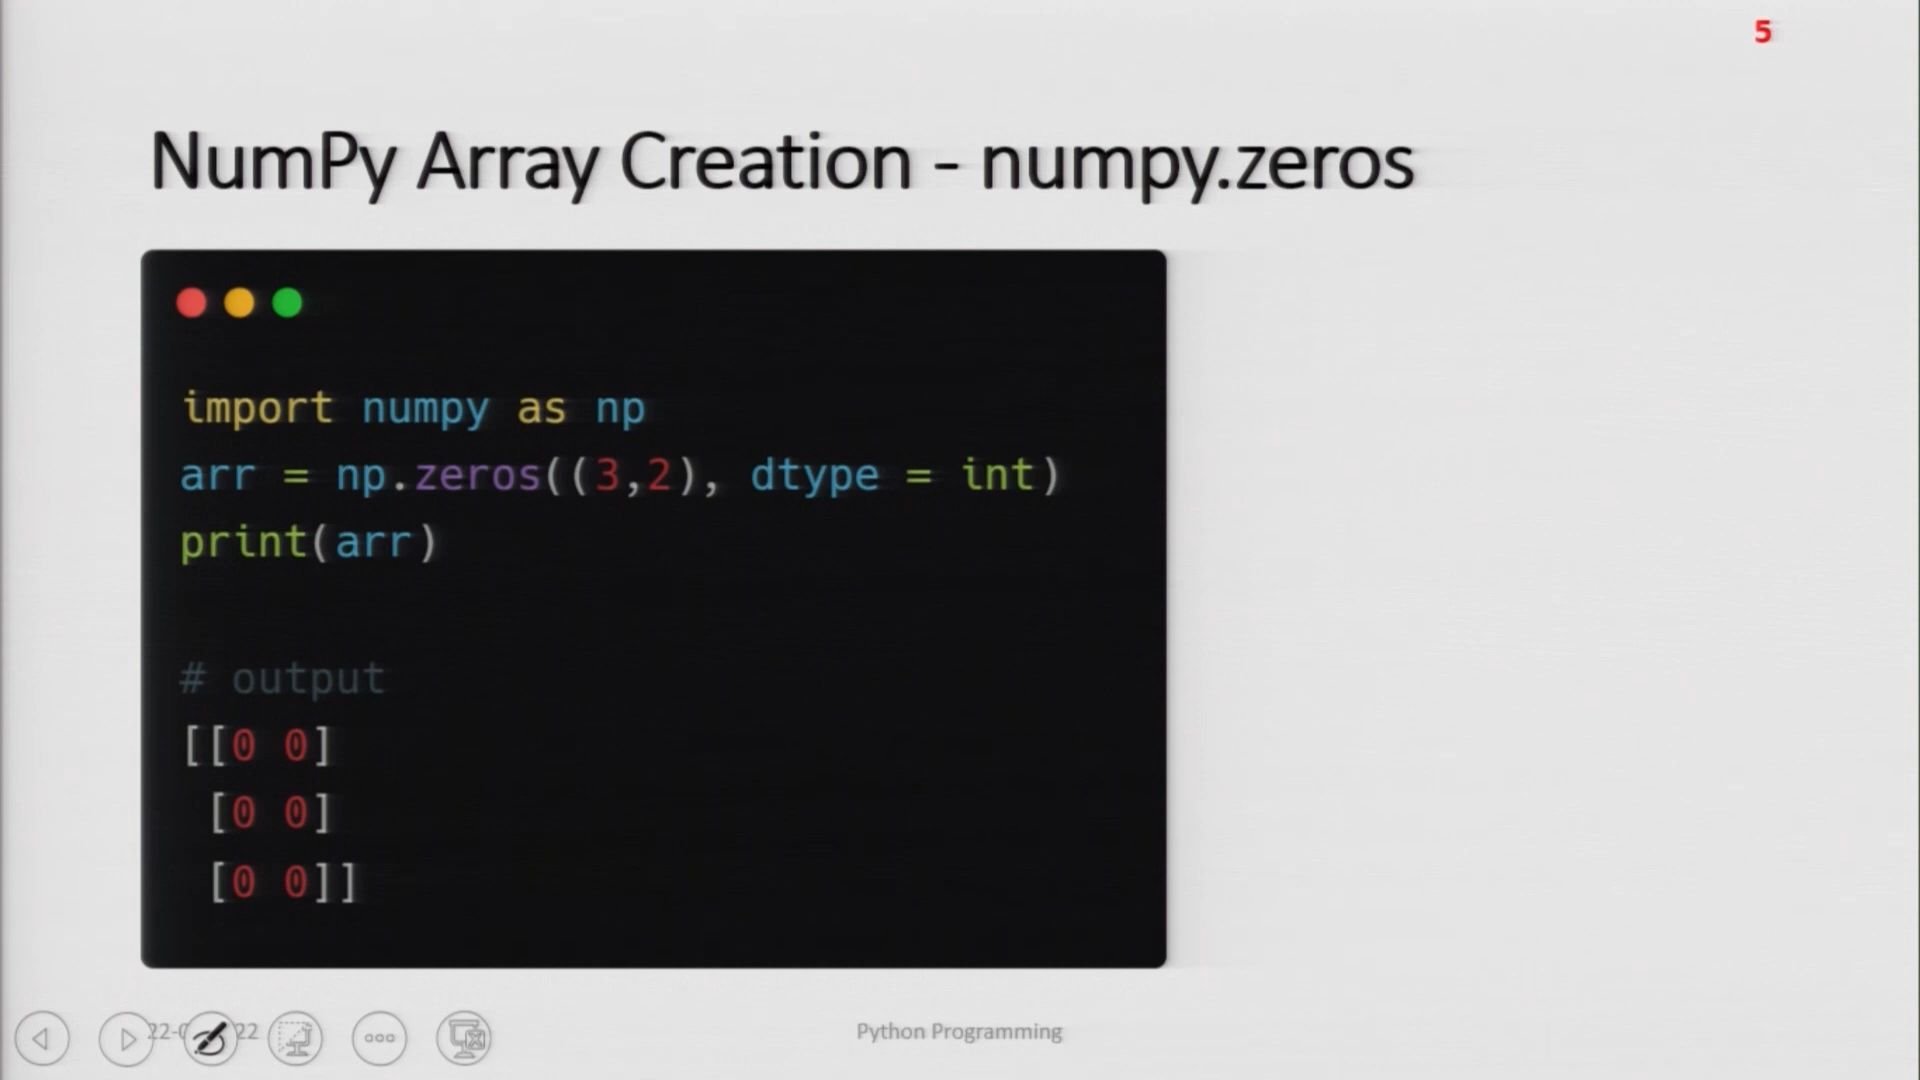 5
NumPy Array Creation - numpy.zeros
import numpy as np
arr = np.zeros((3,2), dtype = int)
print(arr)
# output
[[0 0]
[0 0]
[0 0]]
Python Programming